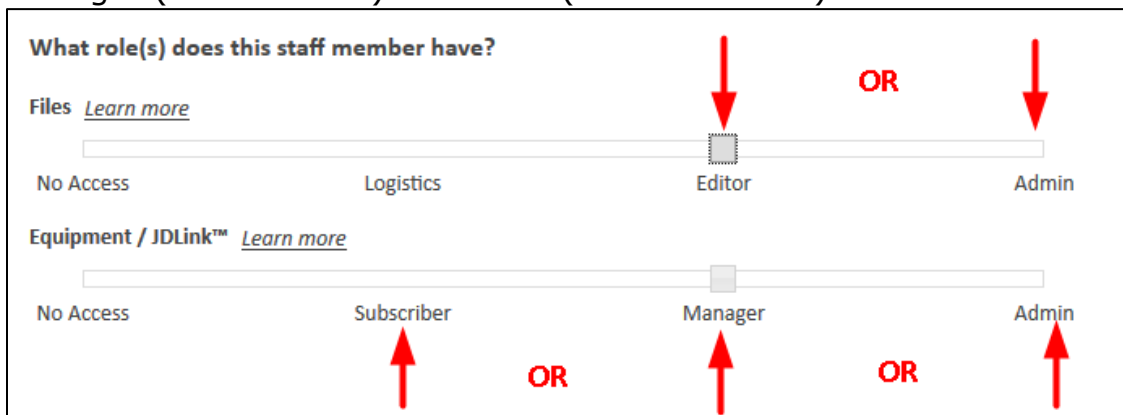 What role(s) does this staff member have?
OR
Files Learn more
No Access Logistics Editor Admin
Equipment / JDLink™ Learn more
No Access Subscriber Manager Admin
OR OR